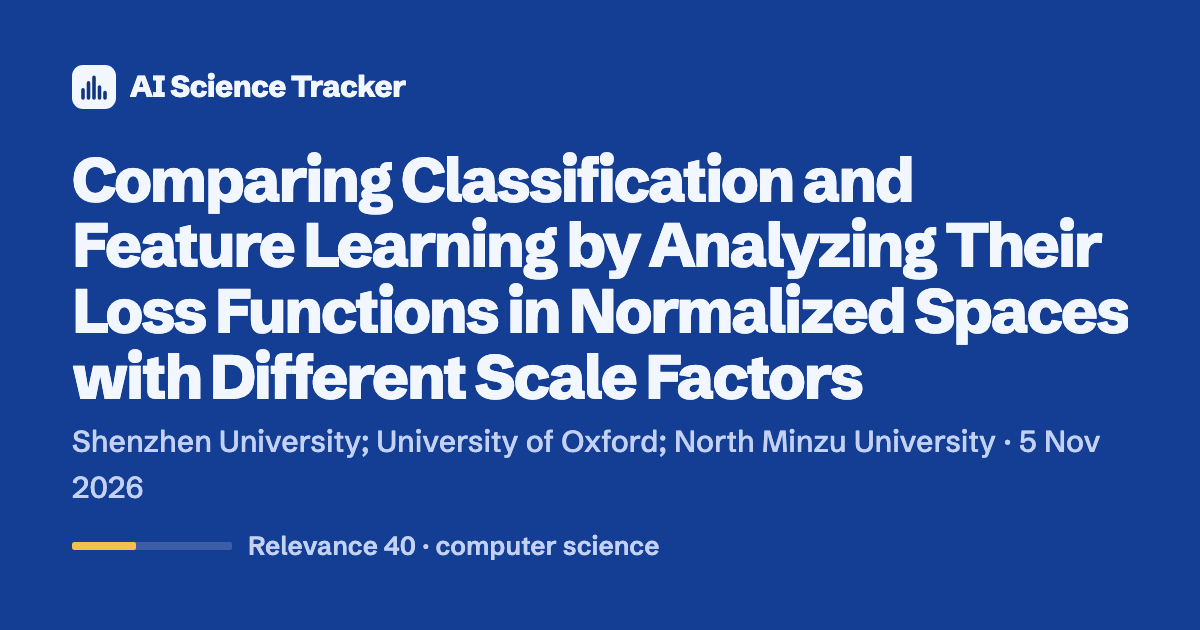 AI Science Tracker
Comparing Classification and
Feature Learning by Analyzing Their
Loss Functions in Normalized Spaces
with Different Scale Factors
Shenzhen University; University of Oxford; North Minzu University · 5 Nov
2026
Relevance 40 · computer science